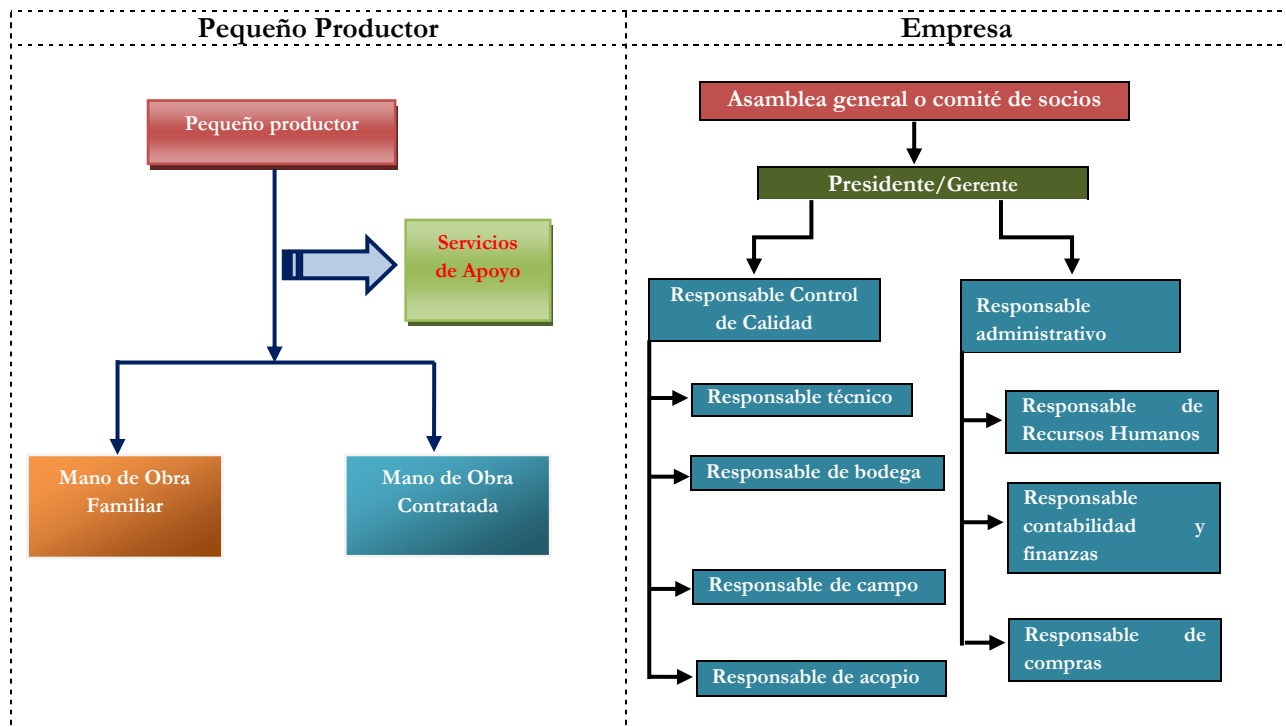 Pequeño Productor
Pequeño productor
Servicios
de Apoyo
Mano de Obra
Familiar
Mano de Obra
Contratada
Empresa
Asamblea general o comité de socios
Presidente/Gerente
Responsable Control
de Calidad
Responsable técnico
Responsable de bodega
Responsable de campo
Responsable de acopio
Responsable
administrativo
Responsable de
Recursos Humanos
Responsable
contabilidad y
finanzas
Responsable de
compras